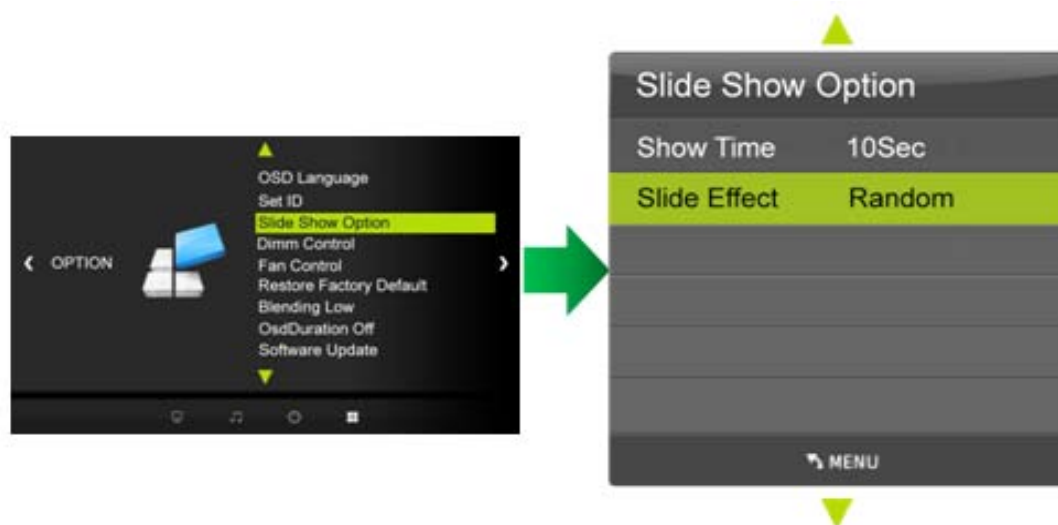 OPTION
OSD Language
Set ID
Slide Show Option
Dimm Control
Fan Control
Restore Factory Default
Blending Low
OsdDuration Off
Software Update
Slide Show Option
Show Time 10Sec
Slide Effect Random
MENU